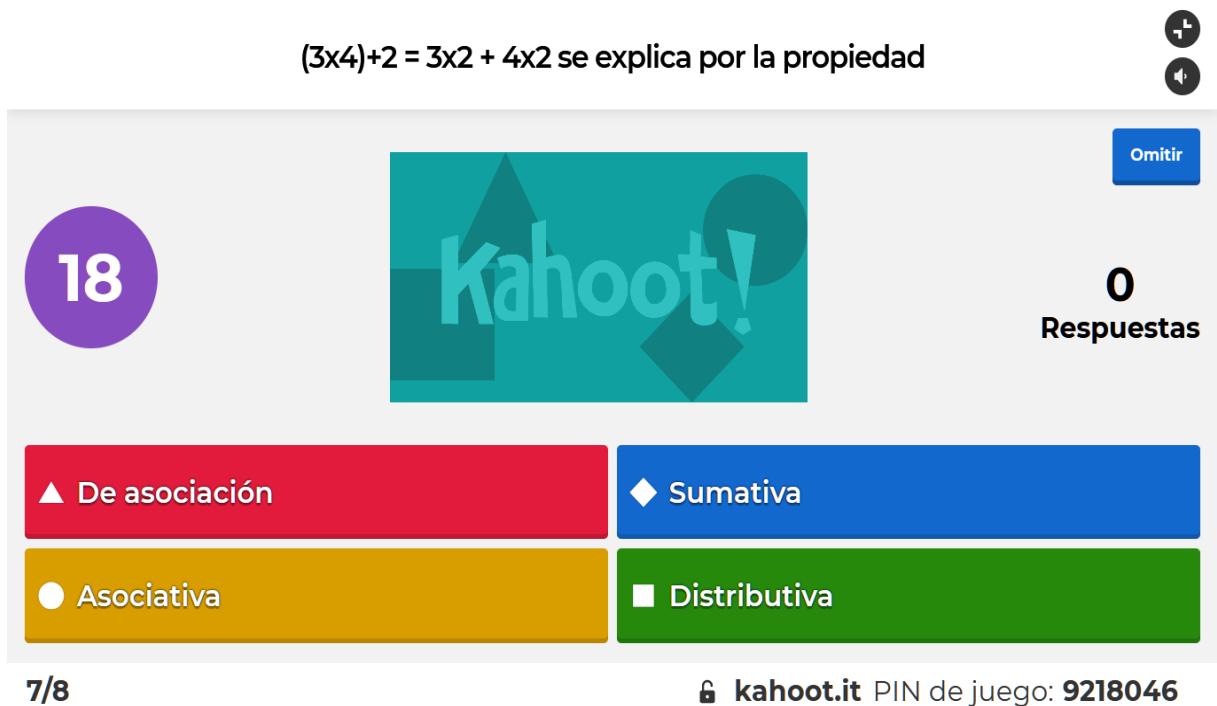 (3x4)+2 = 3x2 + 4x2 se explica por la propiedad
Omitir
18
Kahoot!
0
Respuestas
De asociación
Sumativa
Asociativa
Distributiva
7/8
kahoot.it PIN de juego: 9218046